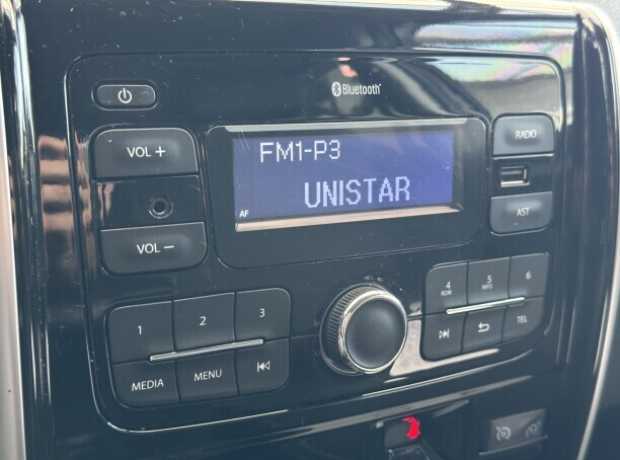 Bluetooth
VOL +
FM1-P3
RADIO
UNISTAR
AF
AST
VOL –
1
2
3
4
5
6
MEDIA
MENU
TEL